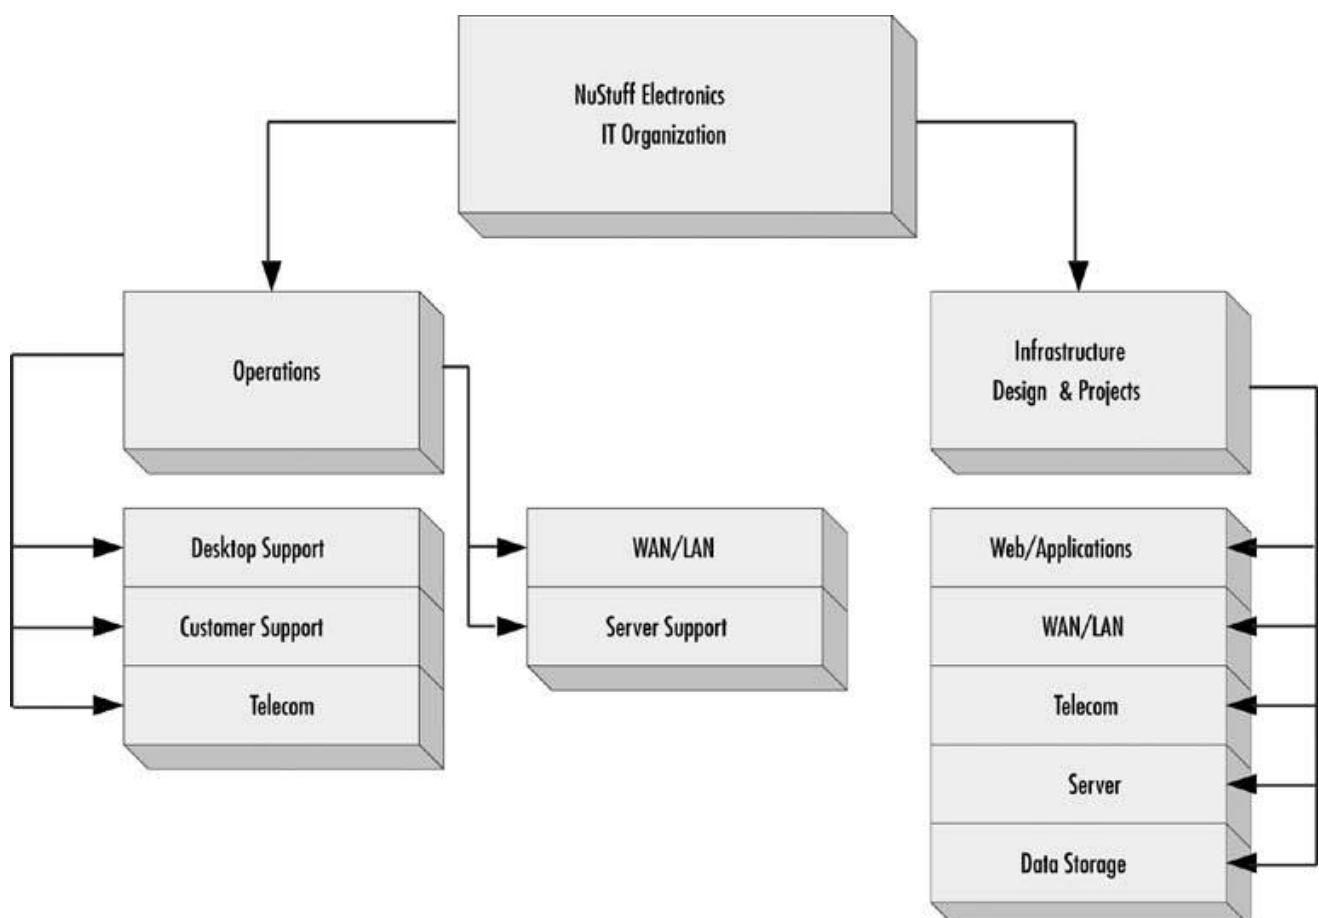 NuStuff Electronics
IT Organization
Operations
Infrastructure
Design & Projects
Desktop Support
Customer Support
Telecom
WAN/LAN
Server Support
Web/Applications
WAN/LAN
Telecom
Server
Data Storage